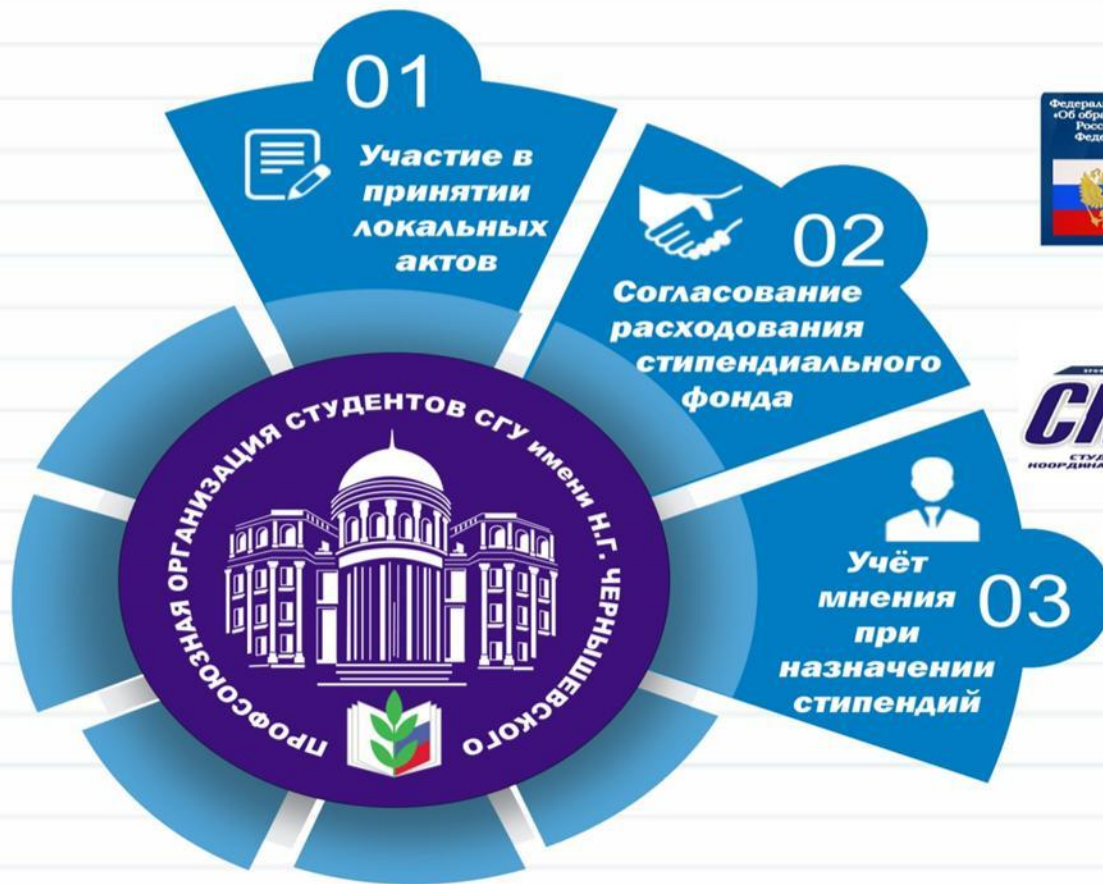 01
Участие в
принятии
локальных
актов
02
Согласование
расходования
стипендиального
фонда
03
Учёт
мнения
при
назначении
стипендий
ПРОФСОЮЗНАЯ ОРГАНИЗАЦИЯ СТУДЕНТОВ СГУ имени Н.Г. ЧЕРНЫШЕВСКОГО
«Об